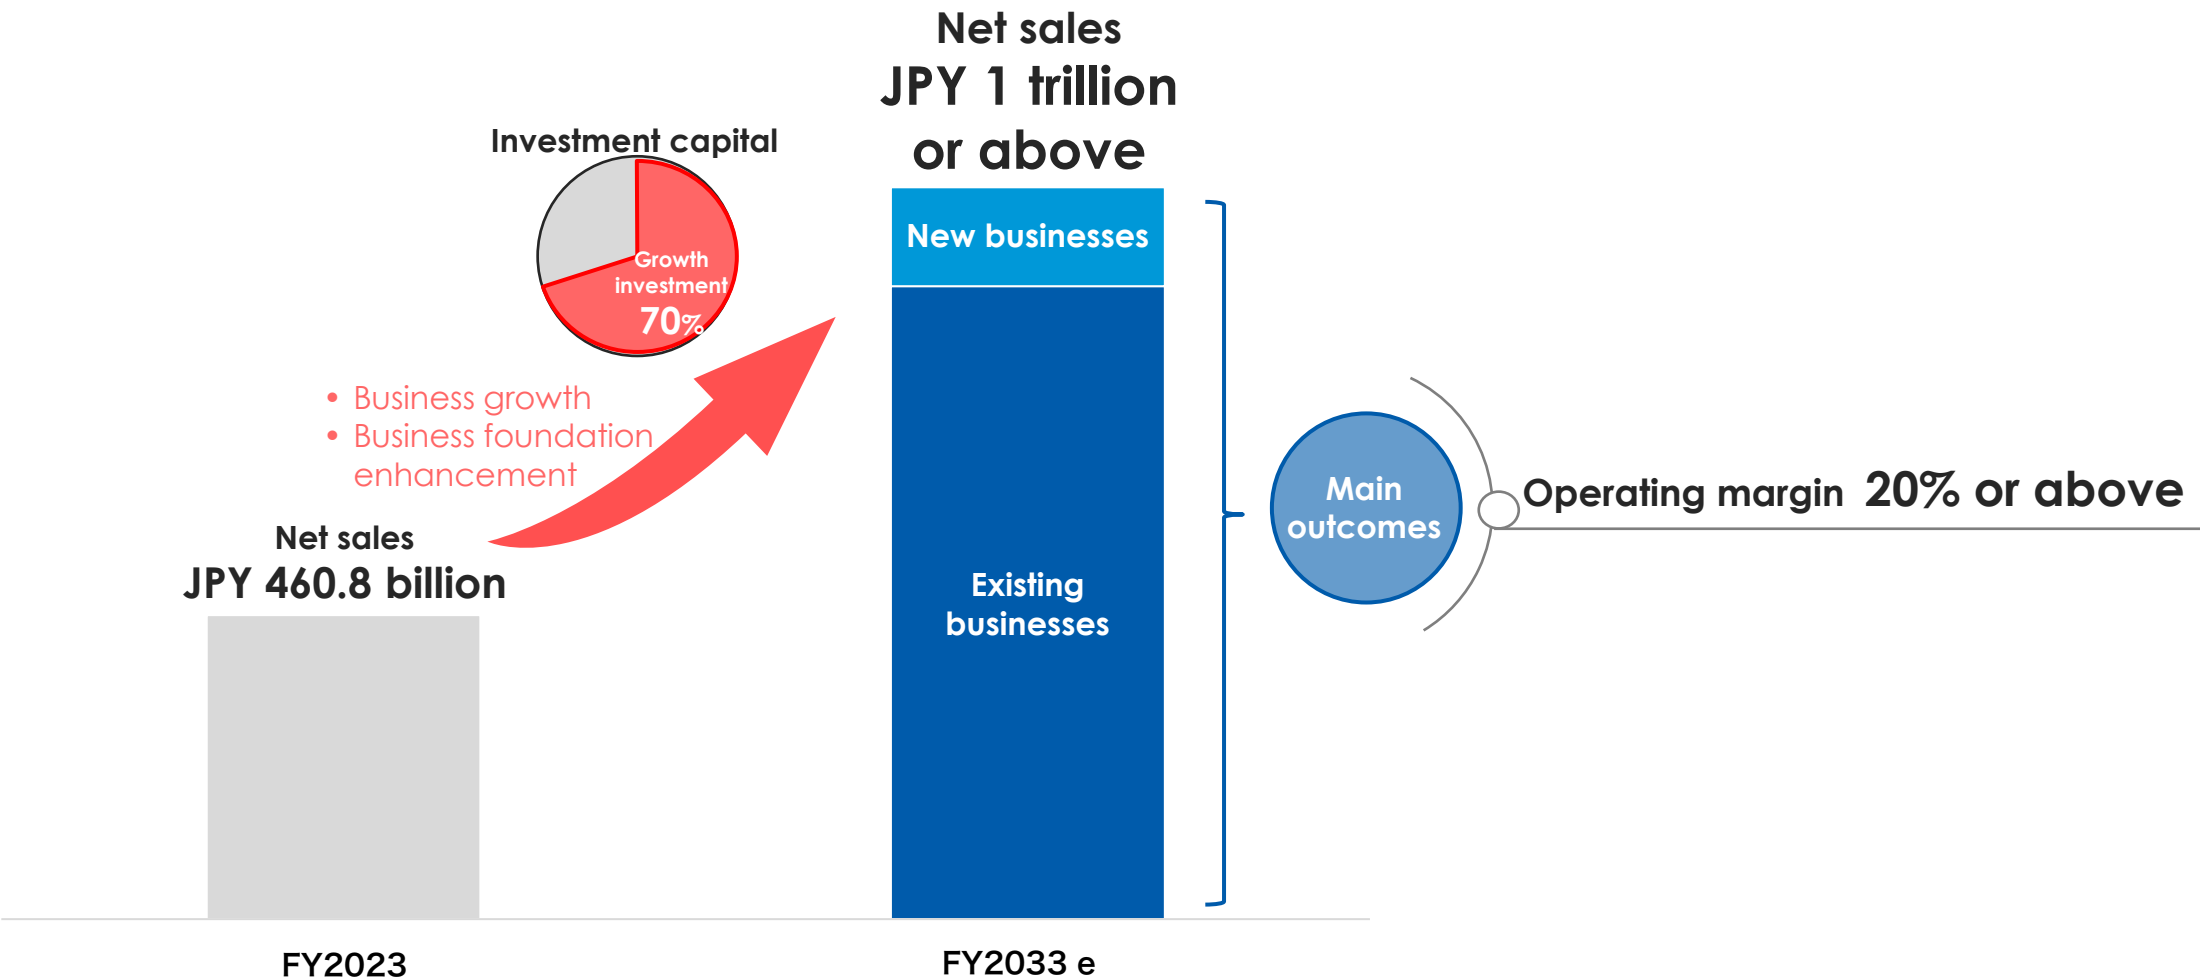 Net sales
JPY 1 trillion
or above
Investment capital
Growth
investment
70%
New businesses
• Business growth
• Business foundation
enhancement
Net sales
JPY 460.8 billion
Existing
businesses
Main
outcomes
Operating margin 20% or above
FY2023
FY2033 e